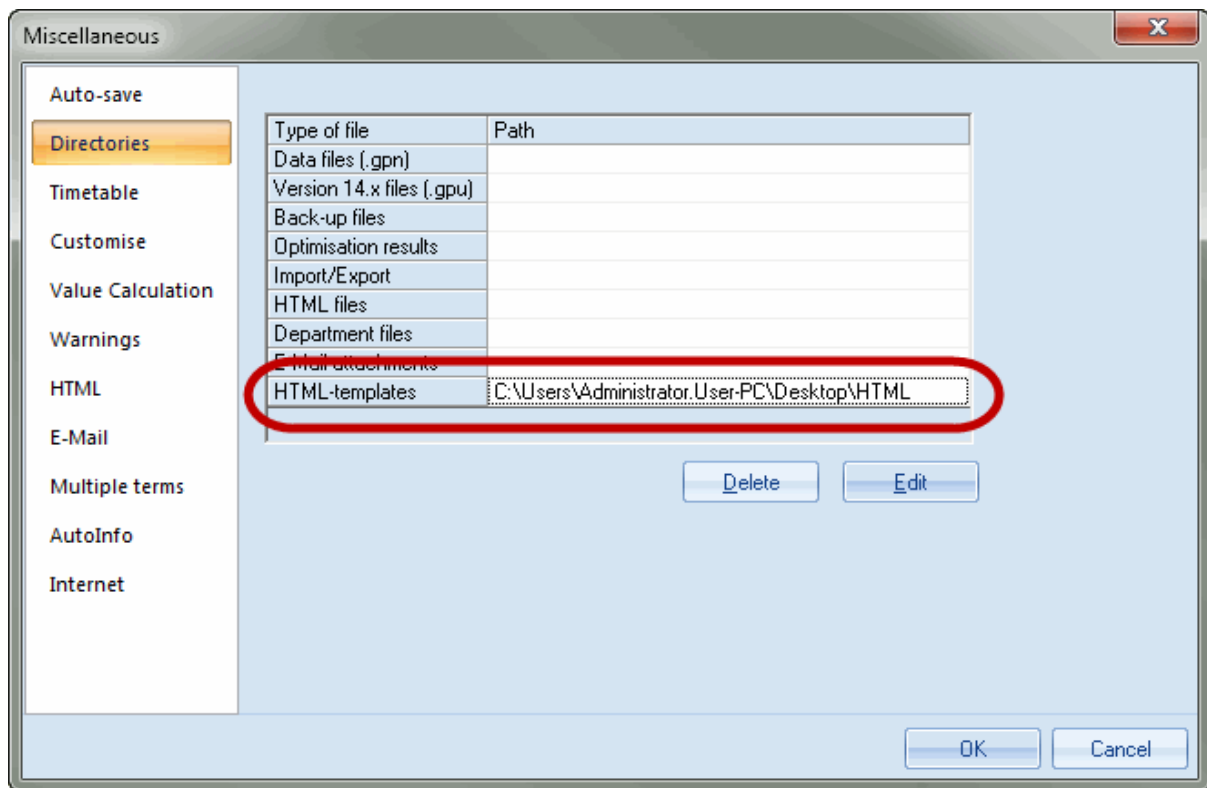 Miscellaneous
X
Auto-save
Directories
Timetable
Customise
Value Calculation
Warnings
HTML
E-Mail
Multiple terms
AutoInfo
Internet
Type of file Path
Data files (.gpn)
Version 14.x files (.gpu)
Back-up files
Optimisation results
Import/Export
HTML files
Department files
E-Mail attachments
HTML-templates C:\Users\Administrator.User-PC\Desktop\HTML
Delete Edit
OK Cancel